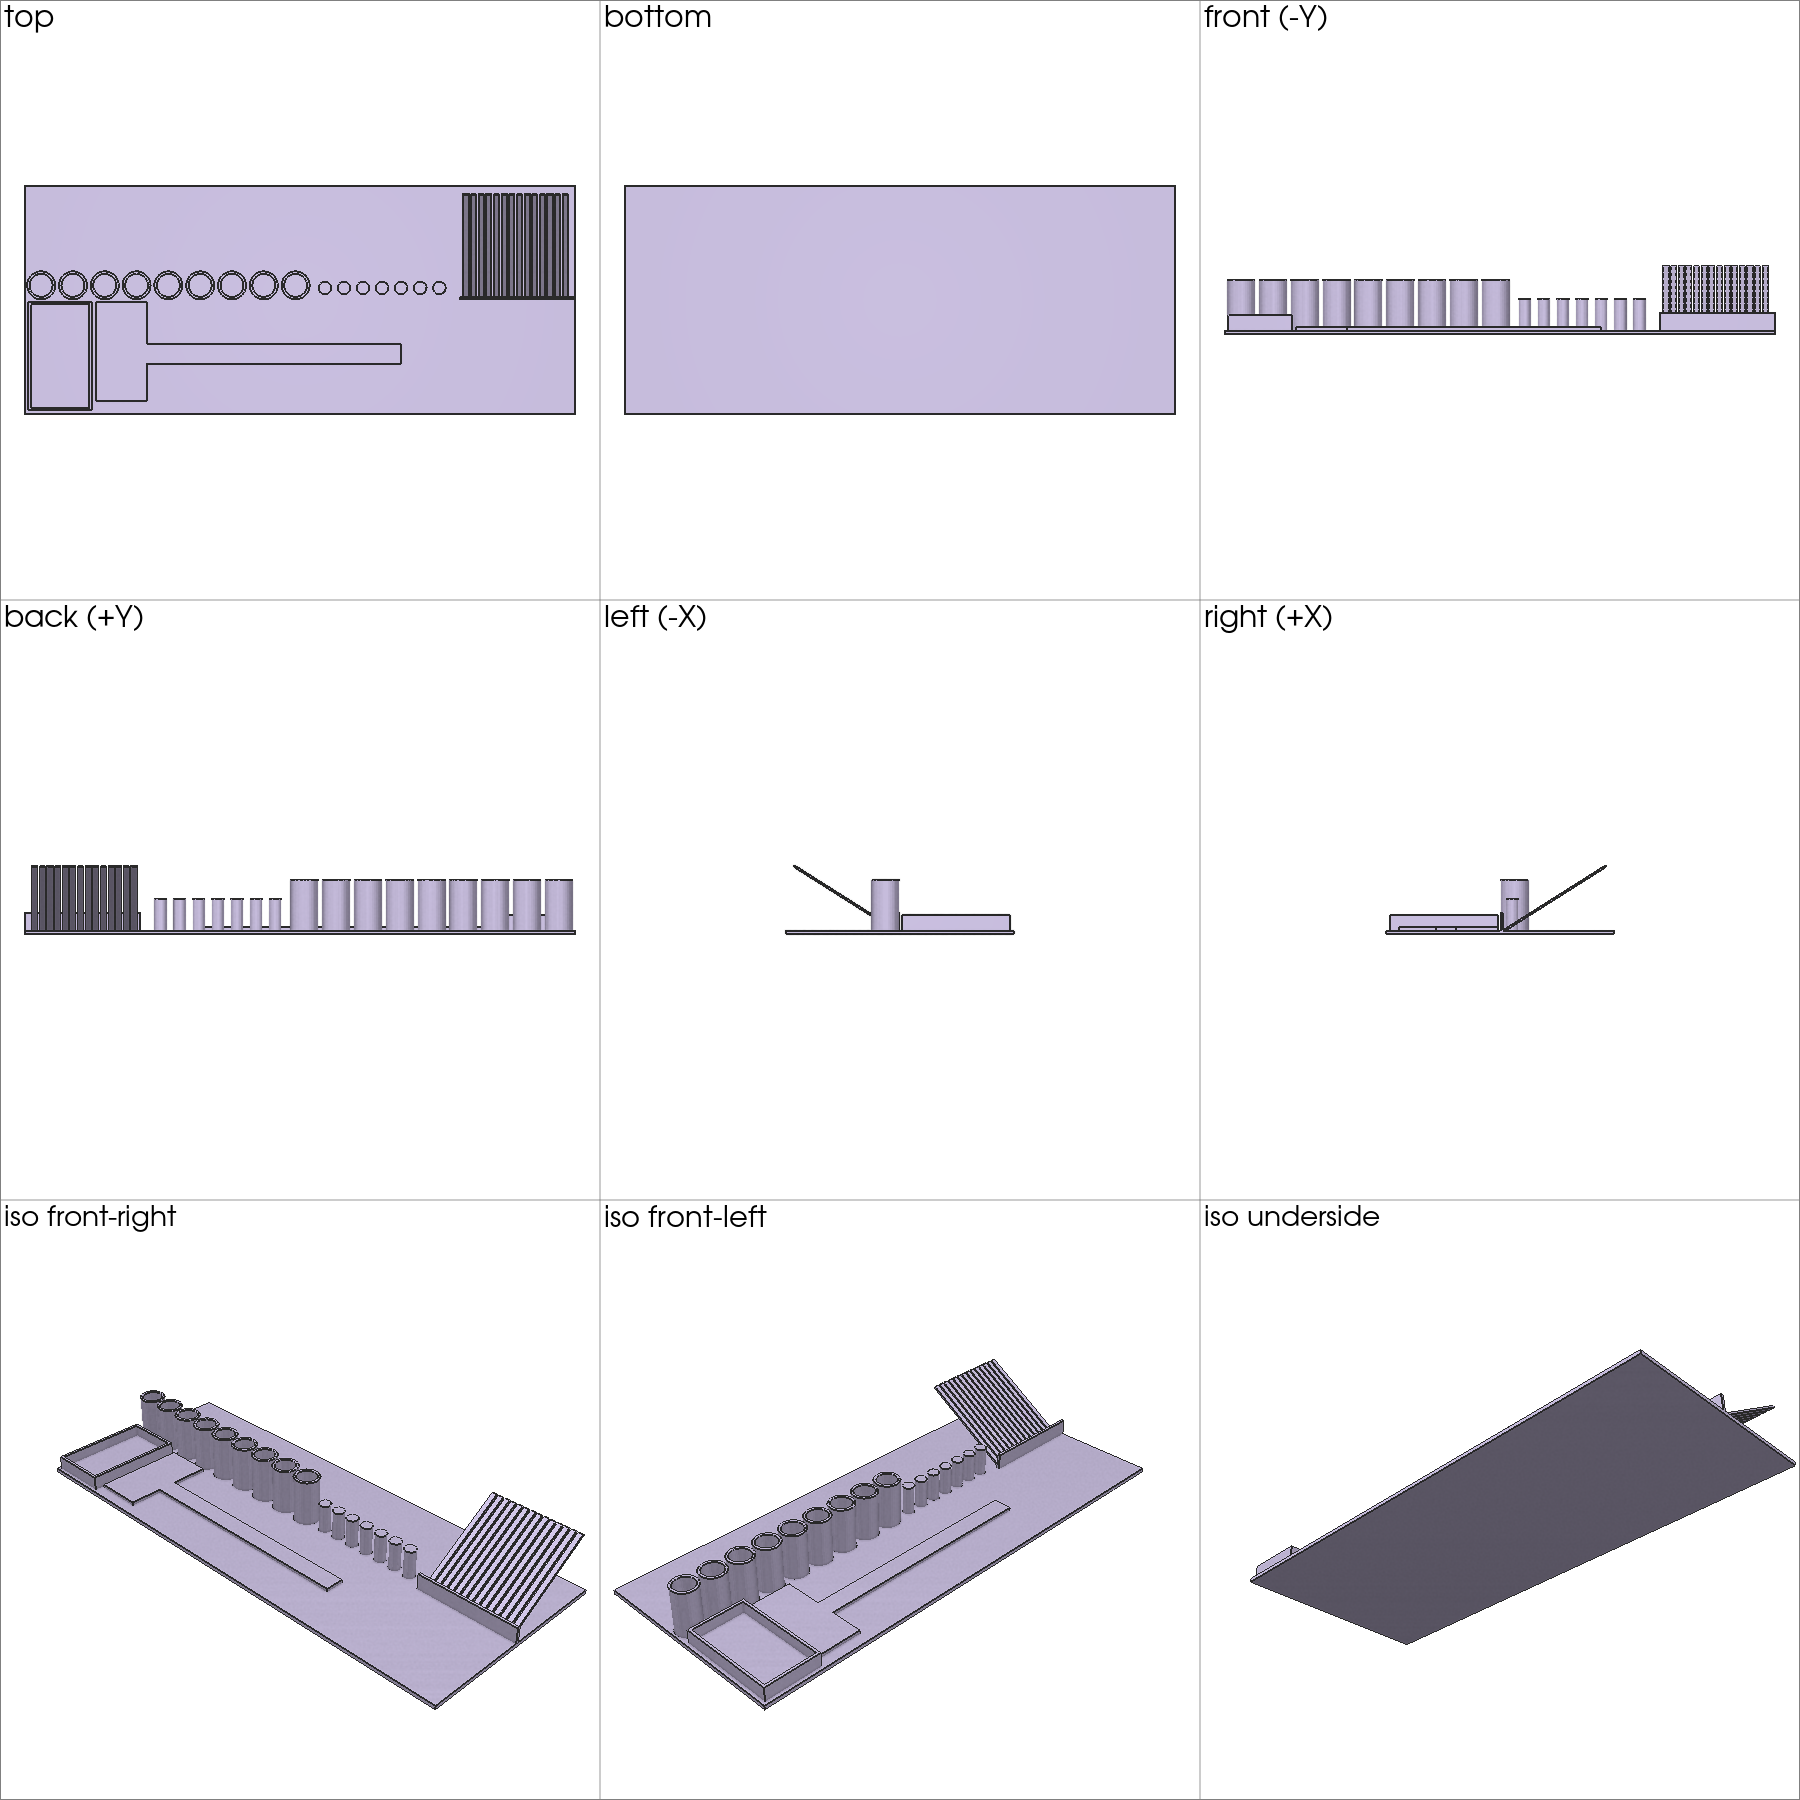 top
bottom
front (-Y)
back (+Y)
left (-X)
right (+X)
iso front-right
iso front-left
iso underside